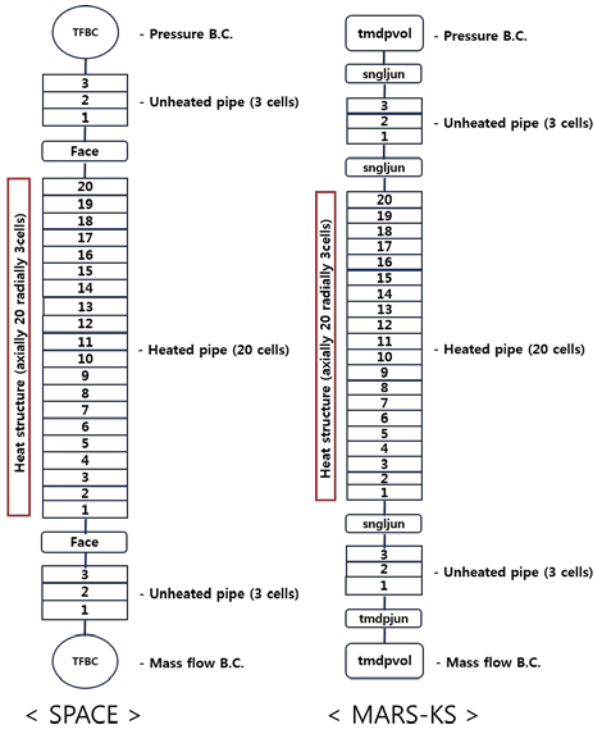 TFBC
- Pressure B.C.
3
2
- Unheated pipe (3 cells)
1
Face
20
19
18
17
16
15
14
13
12
11
- Heated pipe (20 cells)
10
9
8
7
6
5
4
3
2
1
Heat structure (axially 20 radially 3cells)
Face
3
2
- Unheated pipe (3 cells)
1
TFBC
- Mass flow B.C.
< SPACE >
tmdpvol
- Pressure B.C.
sngljun
3
2
- Unheated pipe (3 cells)
1
sngljun
20
19
18
17
16
15
14
13
12
11
- Heated pipe (20 cells)
10
9
8
7
6
5
4
3
2
1
Heat structure (axially 20 radially 3cells)
sngljun
3
2
- Unheated pipe (3 cells)
1
tmdpjun
tmdpvol
- Mass flow B.C.
< MARS-KS >